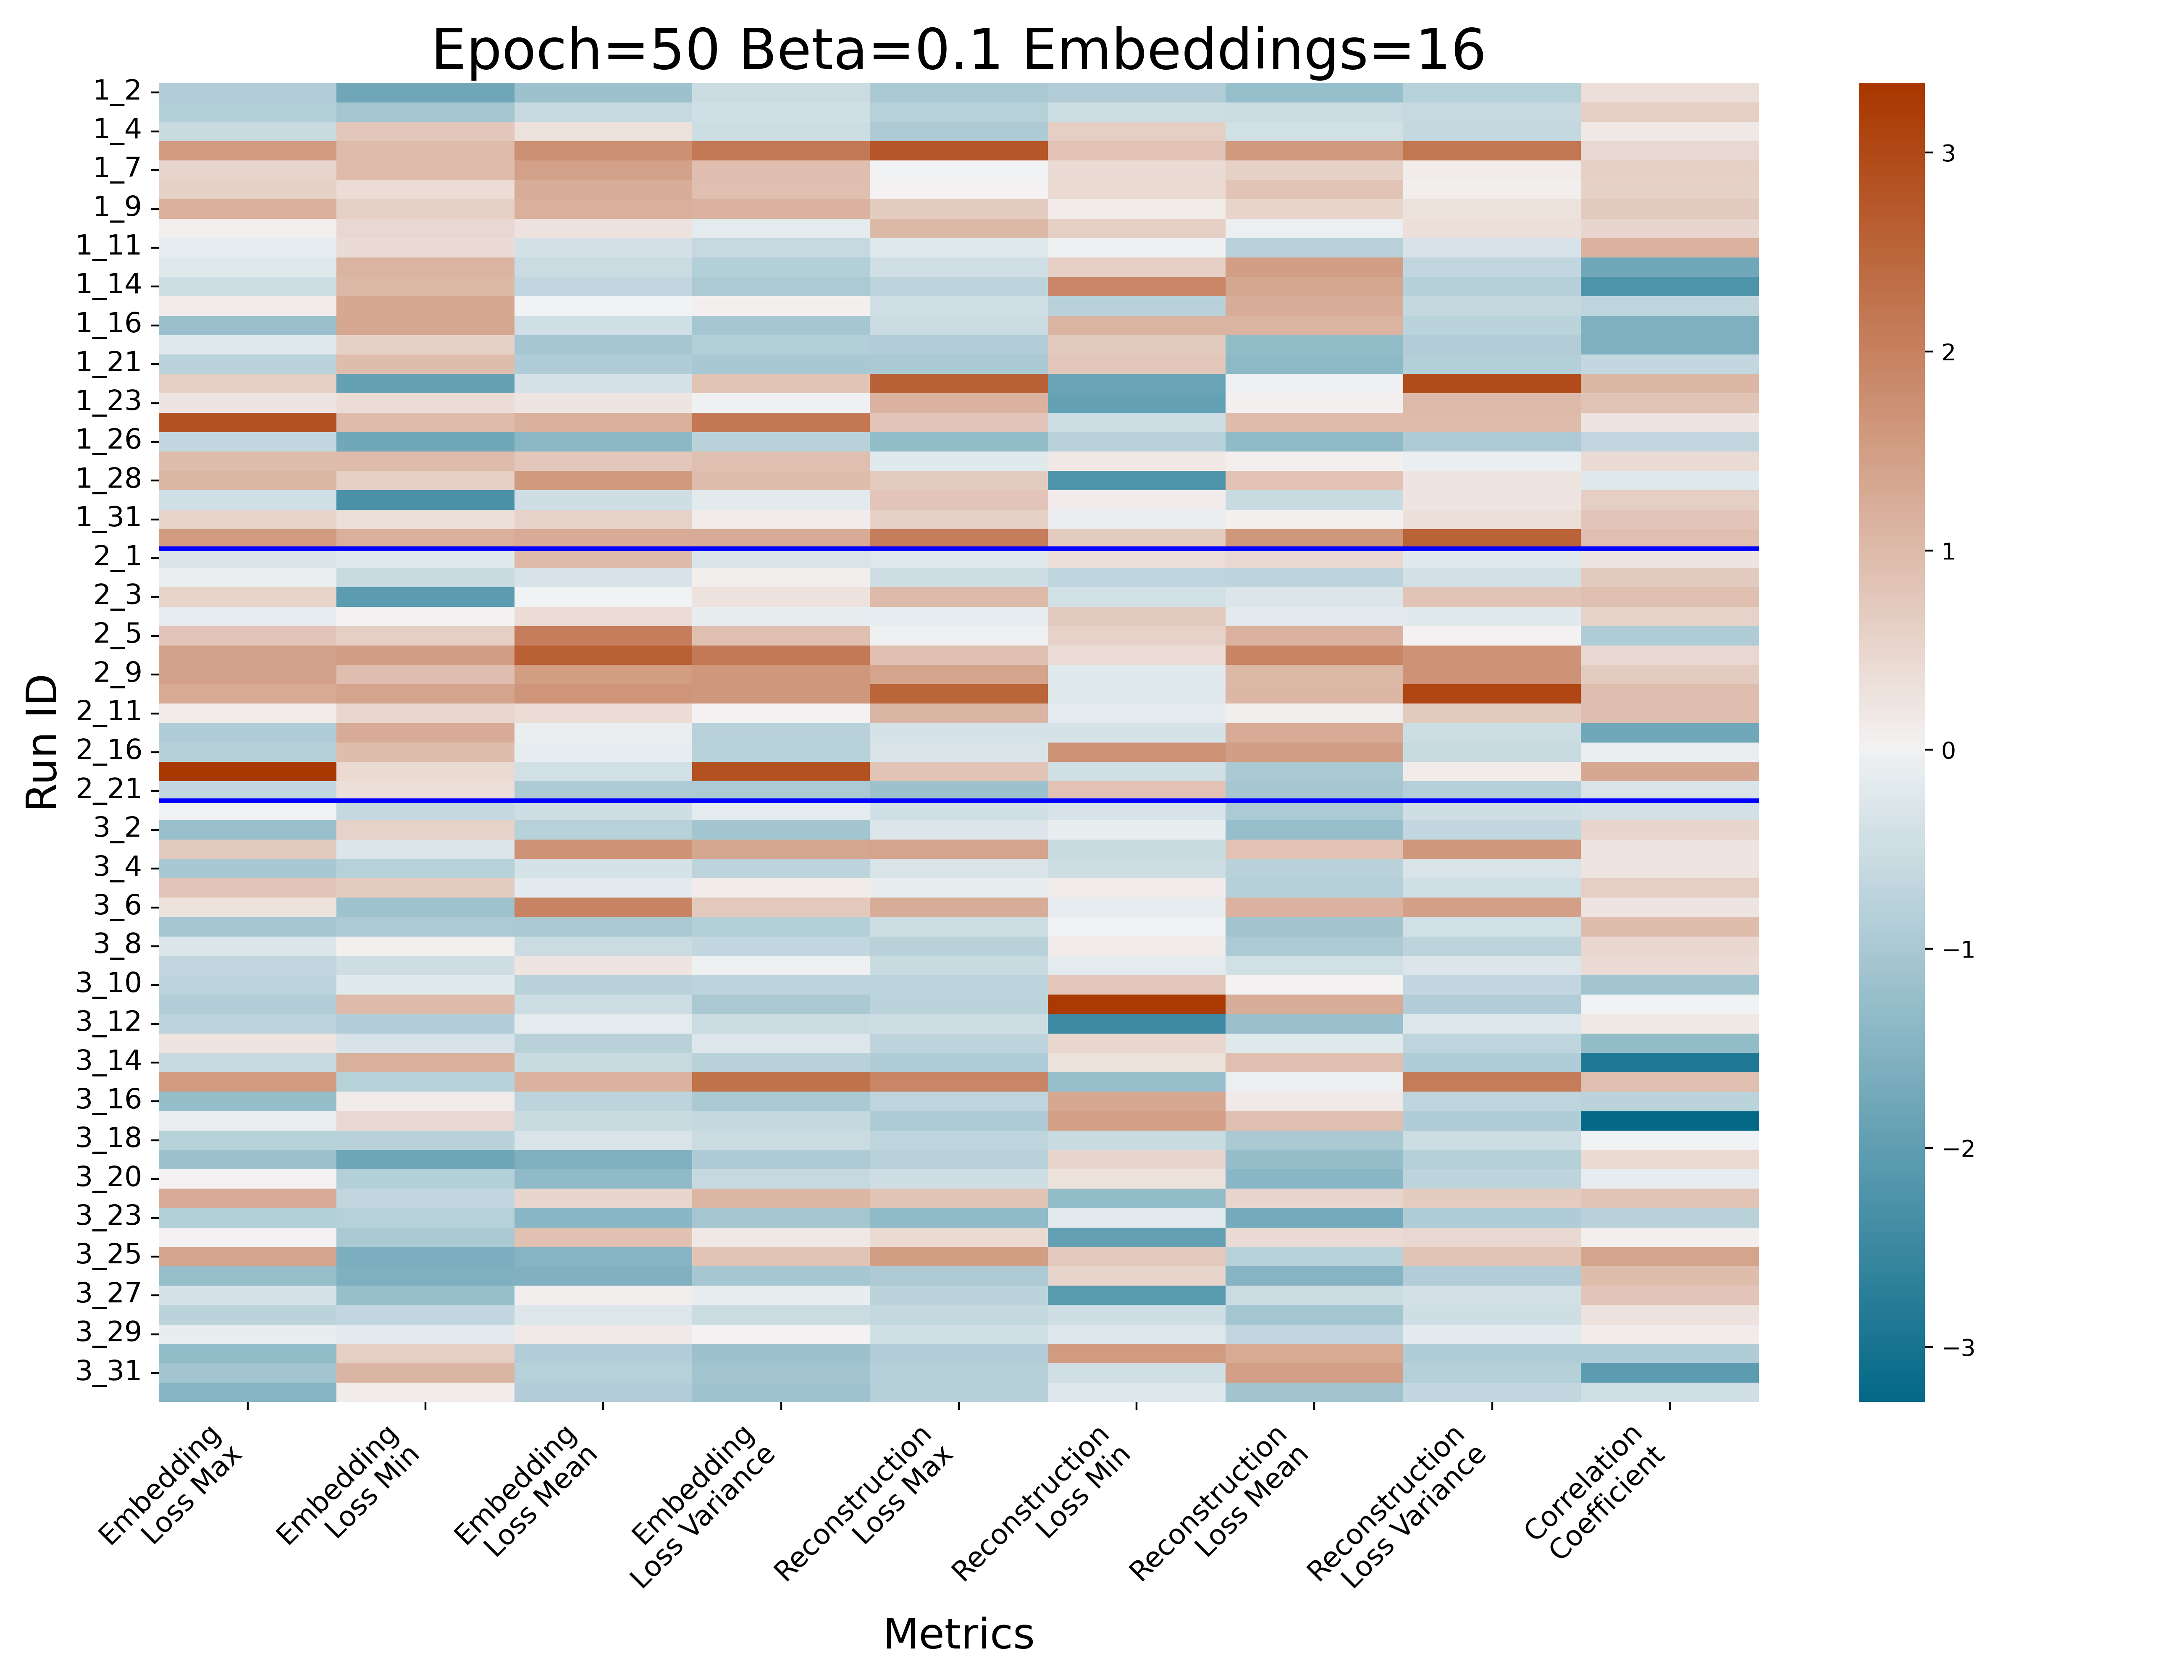 Epoch=50 Beta=0.1 Embeddings=16
Run ID
1_2
1_4
1_7
1_9
1_11
1_14
1_16
1_21
1_23
1_26
1_28
1_31
2_1
2_3
2_5
2_9
2_11
2_16
2_21
3_2
3_4
3_6
3_8
3_10
3_12
3_14
3_16
3_18
3_20
3_23
3_25
3_27
3_29
3_31
Embedding
Loss Max
Embedding
Loss Min
Embedding
Loss Mean
Embedding
Loss Variance
Reconstruction
Loss Max
Reconstruction
Loss Min
Reconstruction
Loss Mean
Reconstruction
Loss Variance
Correlation
Coefficient
Metrics
3
2
1
0
−1
−2
−3